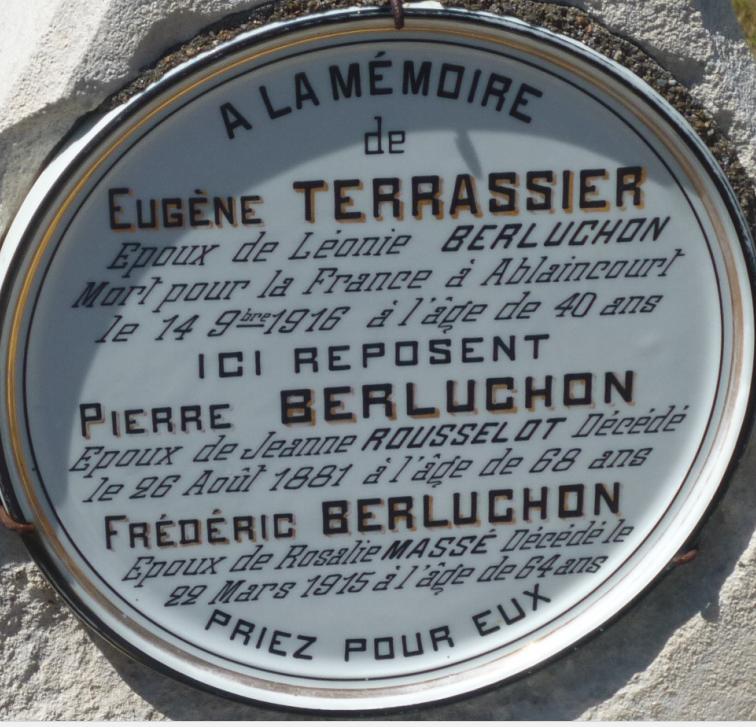 A LA MÉMOIRE
de
EUGÈNE TERRASSIER
Epoux de Léonie BERLUCHON
Mort pour la France à Ablaincourt
le 14 9bre 1916 à l'âge de 40 ans
ICI REPOSENT
PIERRE BERLUCHON
Epoux de Jeanne ROUSSELOT Décédé
le 26 Août 1881 à l'âge de 68 ans
FRÉDÉRIC BERLUCHON
Epoux de Rosalie MASSÉ Décédé le
22 Mars 1915 à l'âge de 64 ans
PRIEZ POUR EUX